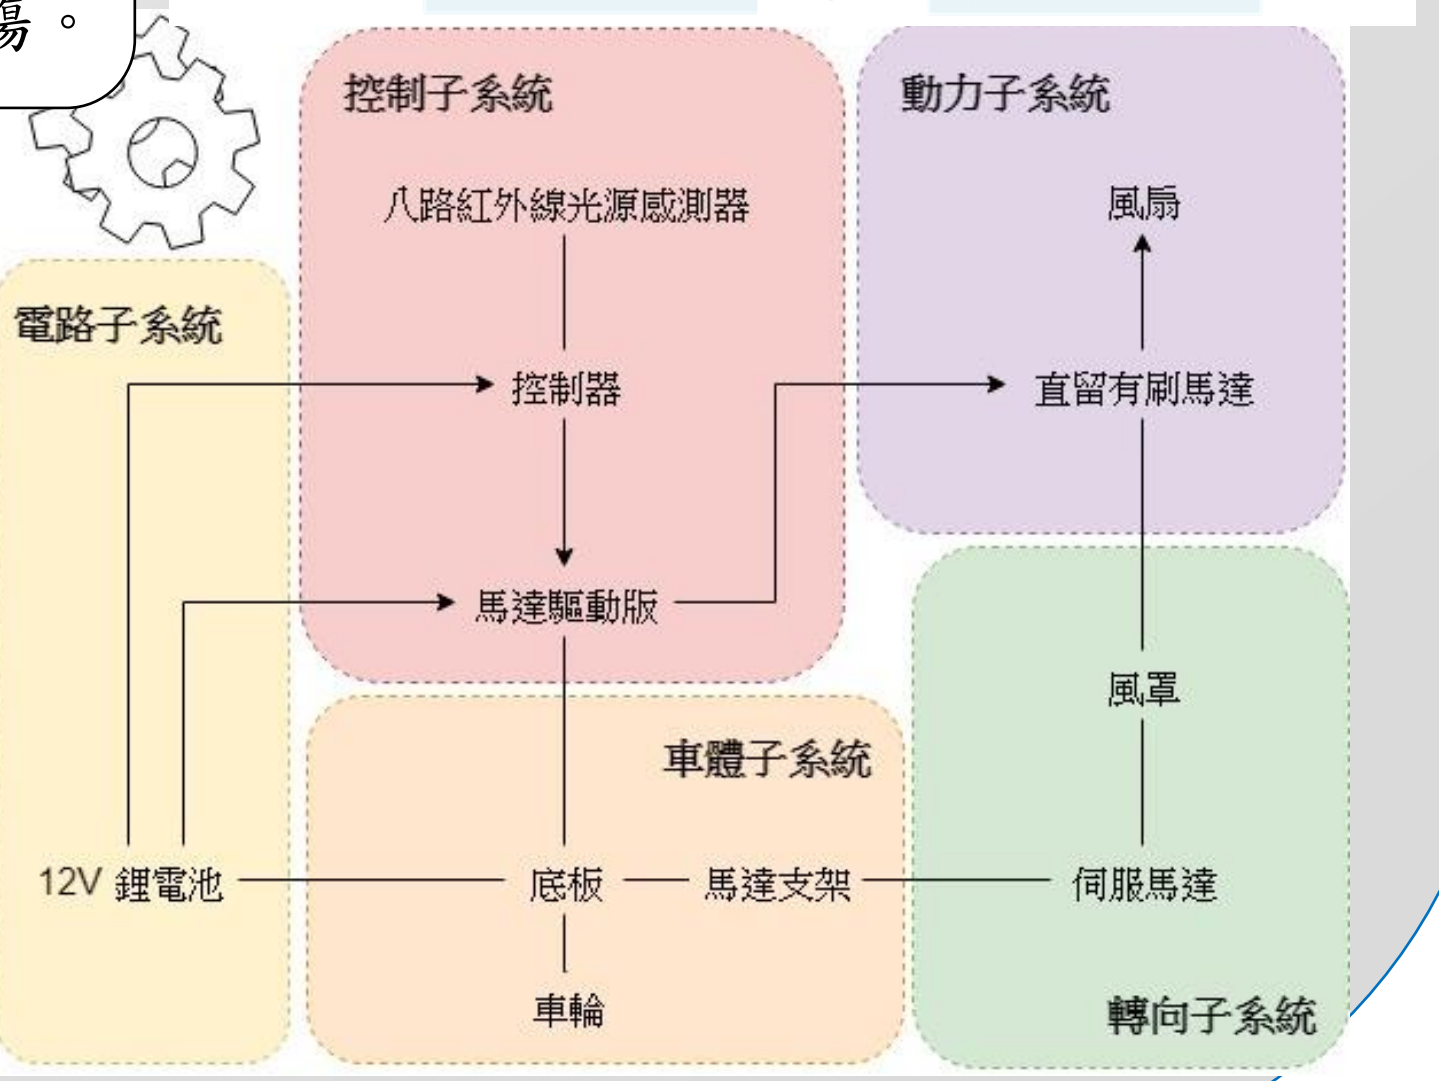 傷。
控制子系統
動力子系統
八路紅外線光源感測器
風扇
電路子系統
控制器
直留有刷馬達
馬達驅動版
風罩
車體子系統
12V 鋰電池
底板
馬達支架
伺服馬達
車輪
轉向子系統